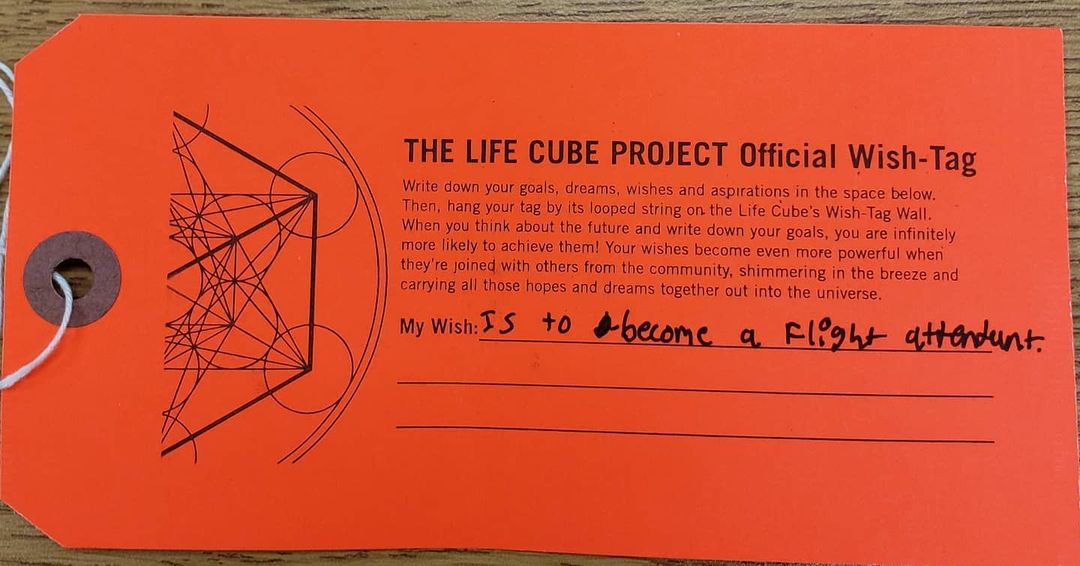 THE LIFE CUBE PROJECT Official Wish-Tag
Write down your goals, dreams, wishes and aspirations in the space below.
Then, hang your tag by its looped string on the Life Cube's Wish-Tag Wall.
When you think about the future and write down your goals, you are infinitely
more likely to achieve them! Your wishes become even more powerful when
they're joined with others from the community, shimmering in the breeze and
carrying all those hopes and dreams together out into the universe.
My Wish: Is to become a Flight attendant.